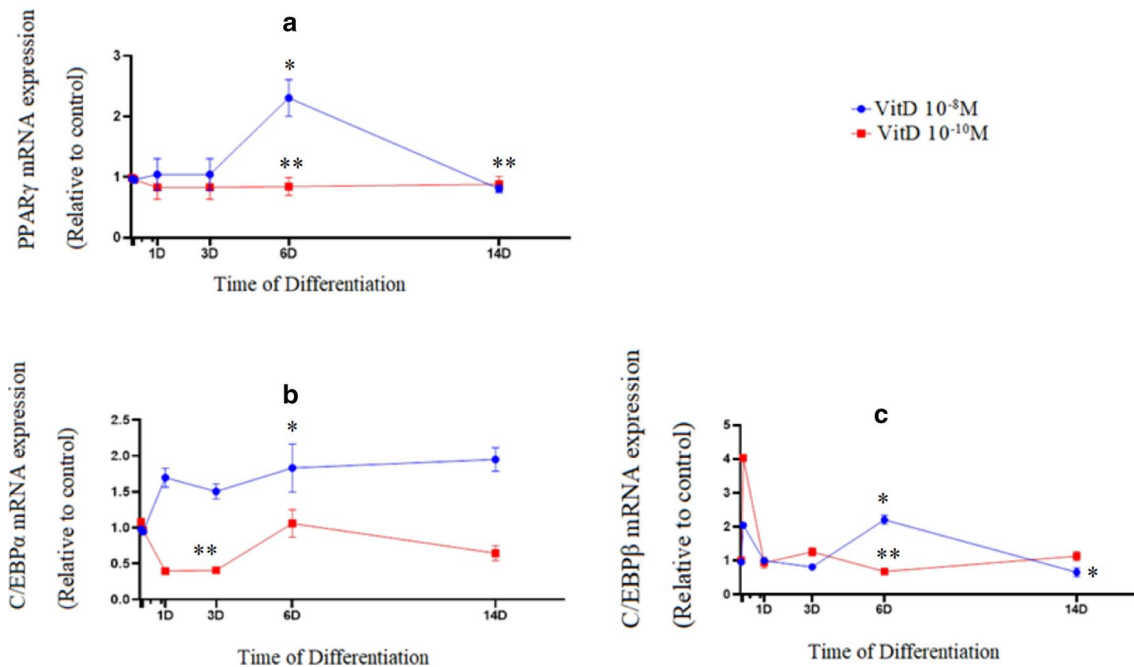 a
PPARγ mRNA expression
(Relative to control)
3
2
1
0
*
**
**
1D 3D 6D 14D
Time of Differentiation
VitD 10⁻⁸M
VitD 10⁻¹⁰M
b
C/EBPα mRNA expression
(Relative to control)
2.5
2.0
1.5
1.0
0.5
0.0
*
**
1D 3D 6D 14D
Time of Differentiation
c
C/EBPβ mRNA expression
(Relative to control)
5
4
3
2
1
0
*
**
*
1D 3D 6D 14D
Time of Differentiation